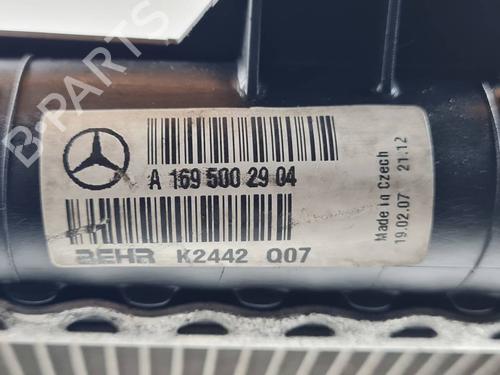 B-PARTS
A 169 500 29 04
BEHR K2442 Q07
Made in Czech
19.02.07 21.12